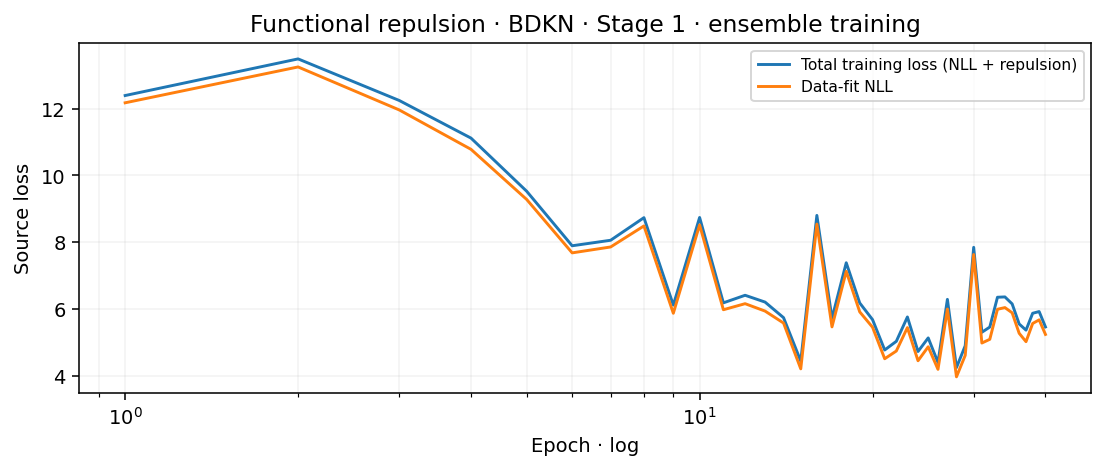 Functional repulsion · BDKN · Stage 1 · ensemble training
Total training loss (NLL + repulsion)
Data-fit NLL
Source loss
12
10
8
6
4
10⁰
10¹
Epoch · log